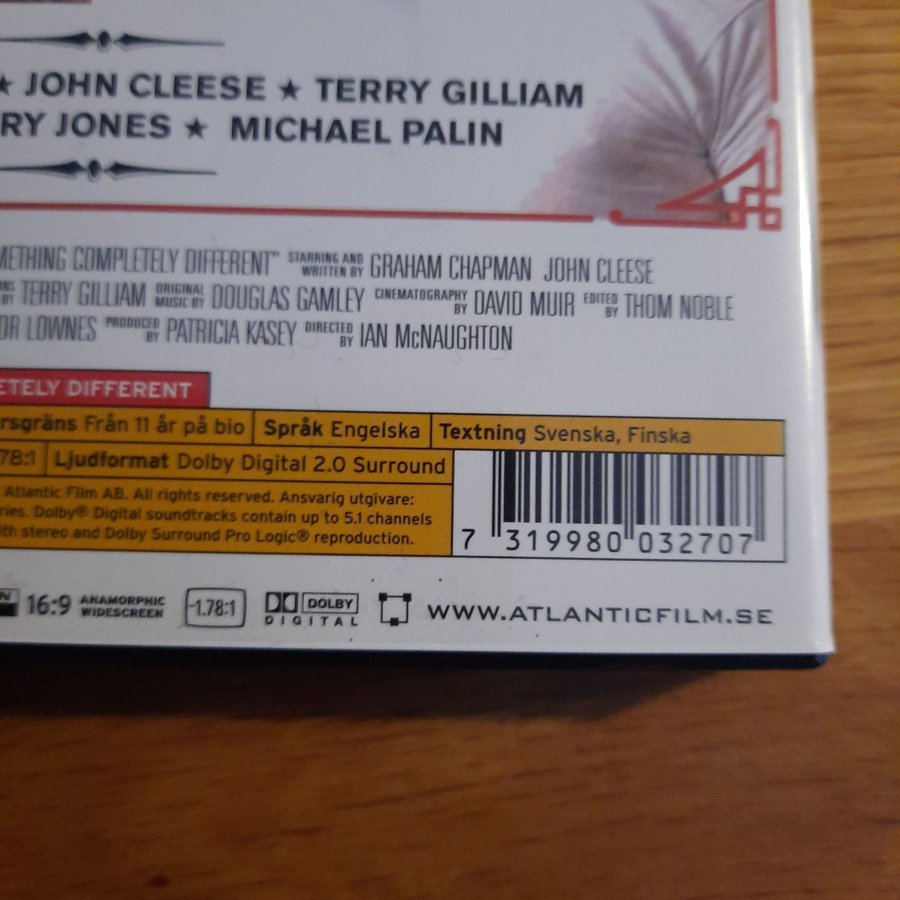 ★ JOHN CLEESE ★ TERRY GILLIAM
RY JONES ★ MICHAEL PALIN
METHING COMPLETELY DIFFERENT" STARRING AND WRITTEN BY GRAHAM CHAPMAN JOHN CLEESE
BY TERRY GILLIAM ORIGINAL MUSIC BY DOUGLAS GAMLEY CINEMATOGRAPHY BY DAVID MUIR EDITED BY THOM NOBLE
OR LOWNES PRODUCED BY PATRICIA KASEY DIRECTED BY IAN McNAUGHTON
ETELY DIFFERENT
rsgräns Från 11 år på bio Språk Engelska Textning Svenska, Finska
.78:1 Ljudformat Dolby Digital 2.0 Surround
Atlantic Film AB. All rights reserved. Ansvarig utgivare:
ries. Dolby® Digital soundtracks contain up to 5.1 channels
ith stereo and Dolby Surround Pro Logic® reproduction.
7 319980 032707
16:9 ANAMORPHIC WIDESCREEN -1.78:1 DOLBY DIGITAL WWW.ATLANTICFILM.SE